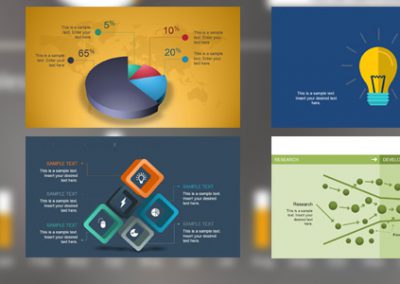 5%
This is a sample
text. Enter your
text here
10%
This is a sample
text. Enter your
text here.
65%
This is a sample
text. Enter your
text here.
20%
This is a sample
text. Enter your
text here.
This is a sample text.
Insert your desired text here.
SAMPLE TEXT
This is a sample text.
Insert your desired
text here.
SAMPLE TEXT
This is a sample text.
Insert your desired
text here.
SAMPLE TEXT
This is a sample text.
Insert your desired
text here.
SAMPLE TEXT
This is a sample text.
Insert your desired
text here.
SAMPLE TEXT
This is a sample text.
Insert your desired
text here.
RESEARCH
DEVELO
Research
This is a sample text.
Insert your desired
text here.